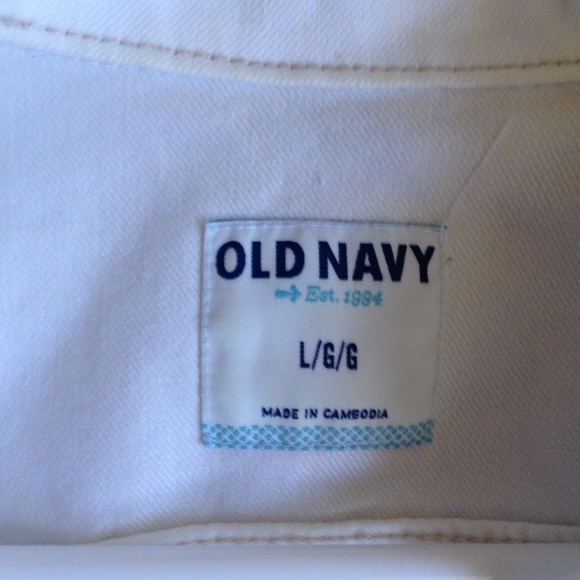 OLD NAVY
Est. 1994
L/G/G
MADE IN CAMBODIA